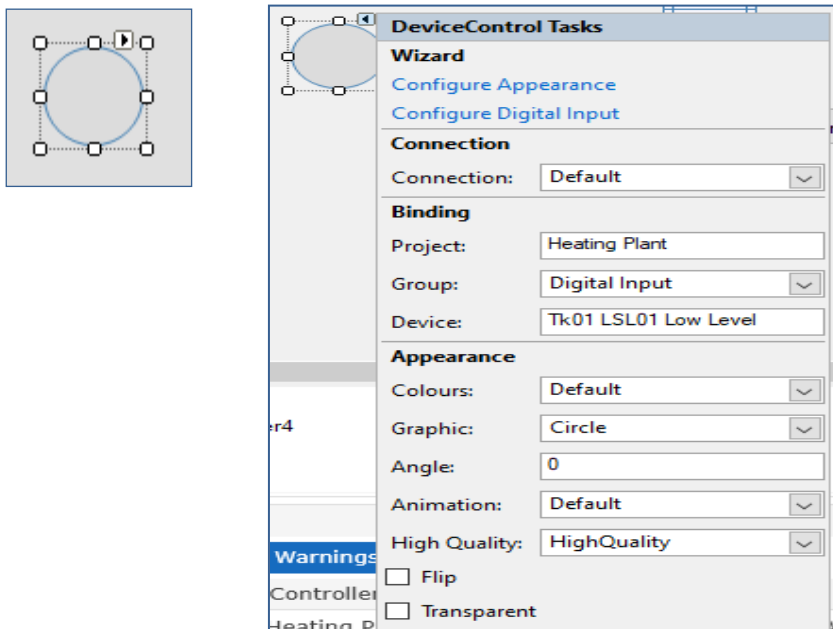 DeviceControl Tasks
Wizard
Configure Appearance
Configure Digital Input
Connection
Connection: Default
Binding
Project: Heating Plant
Group: Digital Input
Device: Tk01 LSL01 Low Level
Appearance
Colours: Default
er4
Graphic: Circle
Angle: 0
Animation: Default
High Quality: HighQuality
Warnings
Flip
Controller
Transparent
Heating P